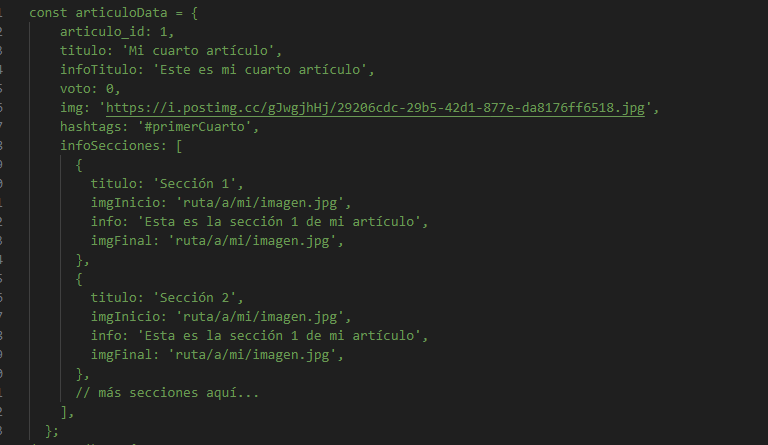 const articuloData = {
articulo_id: 1,
titulo: 'Mi cuarto artículo',
infoTitulo: 'Este es mi cuarto artículo',
voto: 0,
img: 'https://i.postimg.cc/gJwgjhHj/29206cdc-29b5-42d1-877e-da8176ff6518.jpg',
hashtags: '#primerCuarto',
infoSecciones: [
{
titulo: 'Sección 1',
imgInicio: 'ruta/a/mi/imagen.jpg',
info: 'Esta es la sección 1 de mi artículo',
imgFinal: 'ruta/a/mi/imagen.jpg',
},
{
titulo: 'Sección 2',
imgInicio: 'ruta/a/mi/imagen.jpg',
info: 'Esta es la sección 1 de mi artículo',
imgFinal: 'ruta/a/mi/imagen.jpg',
},
// más secciones aquí...
],
};